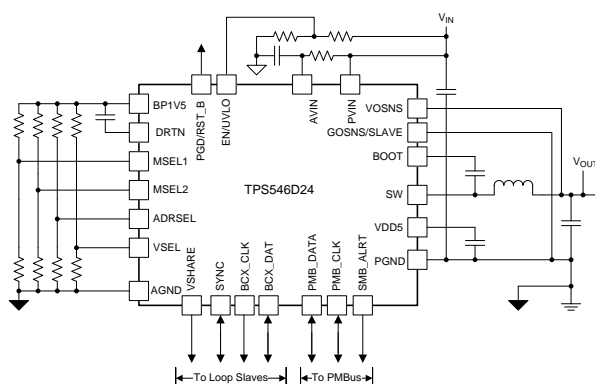 V_IN
BP1V5
DRTN
MSEL1
MSEL2
ADRSEL
VSEL
AGND
PGD/RST_B
EN/UVLO
AVIN
PVIN
VOSNS
GOSNS/SLAVE
BOOT
SW
VDD5
PGND
V_OUT
TPS546D24
VSHARE
SYNC
BCX_CLK
BCX_DAT
PMB_DATA
PMB_CLK
SMB_ALRT
To Loop Slaves
To PMBus